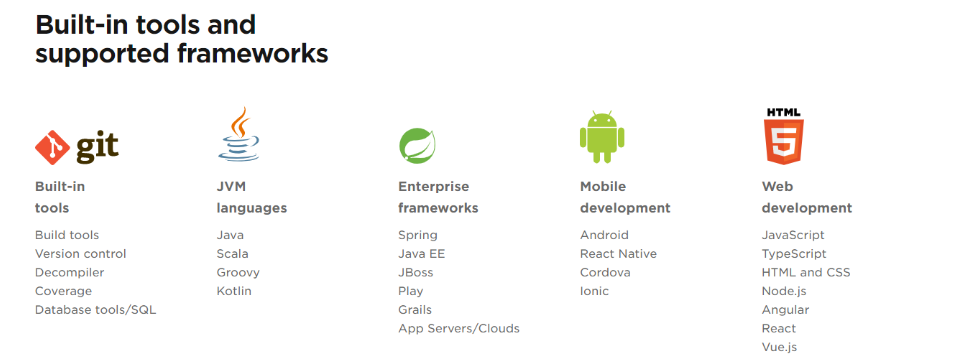 Built-in tools and
supported frameworks
git
Built-in
tools
Build tools
Version control
Decompiler
Coverage
Database tools/SQL
JVM
languages
Java
Scala
Groovy
Kotlin
Enterprise
frameworks
Spring
Java EE
JBoss
Play
Grails
App Servers/Clouds
Mobile
development
Android
React Native
Cordova
Ionic
HTML
5
Web
development
JavaScript
TypeScript
HTML and CSS
Node.js
Angular
React
Vue.js